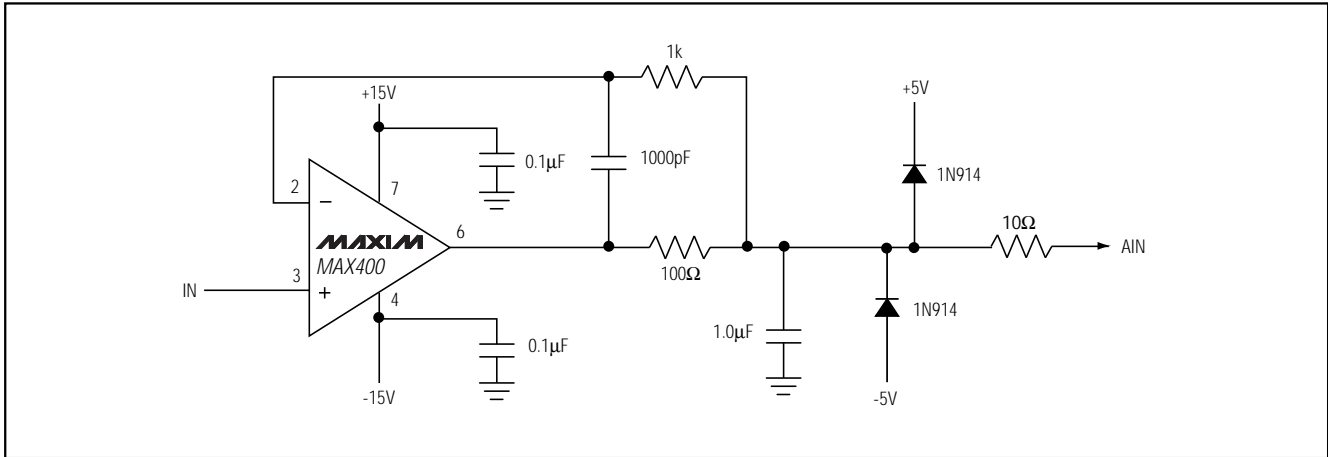 1k
+15V
+5V
0.1µF
1000pF
1N914
2
7
−
MAXIM
MAX400
6
10Ω
AIN
100Ω
3
IN
+
4
1N914
1.0µF
0.1µF
-15V
-5V